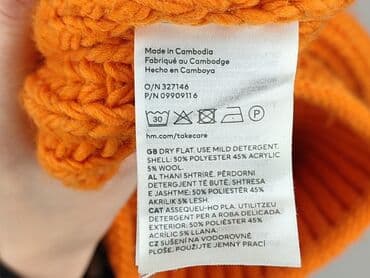 Made in Cambodia
Fabriqué au Cambodge
Hecho en Camboya
O/N 327146
P/N 09909116
30 P
hm.com/takecare
GB DRY FLAT. USE MILD DETERGENT.
SHELL: 50% POLYESTER 45% ACRYLIC
5% WOOL.
AL THANI SHTRIRË, PËRDORNI
DETERGJENT TË BUTË, SHTRESA
E JASHTME: 50% POLIESTËR 45%
AKRILIK 5% LESH.
CAT ASSEQUEU-HO PLA. UTILITZEU
DETERGENT PER A ROBA DELICADA.
EXTERIOR: 50% POLIÈSTER 45%
ACRÍLIC 5% LLANA.
CZ SUŠENÍ NA VODOROVNÉ
PLOŠE, POUŽIJTE JEMNÝ PRACÍ